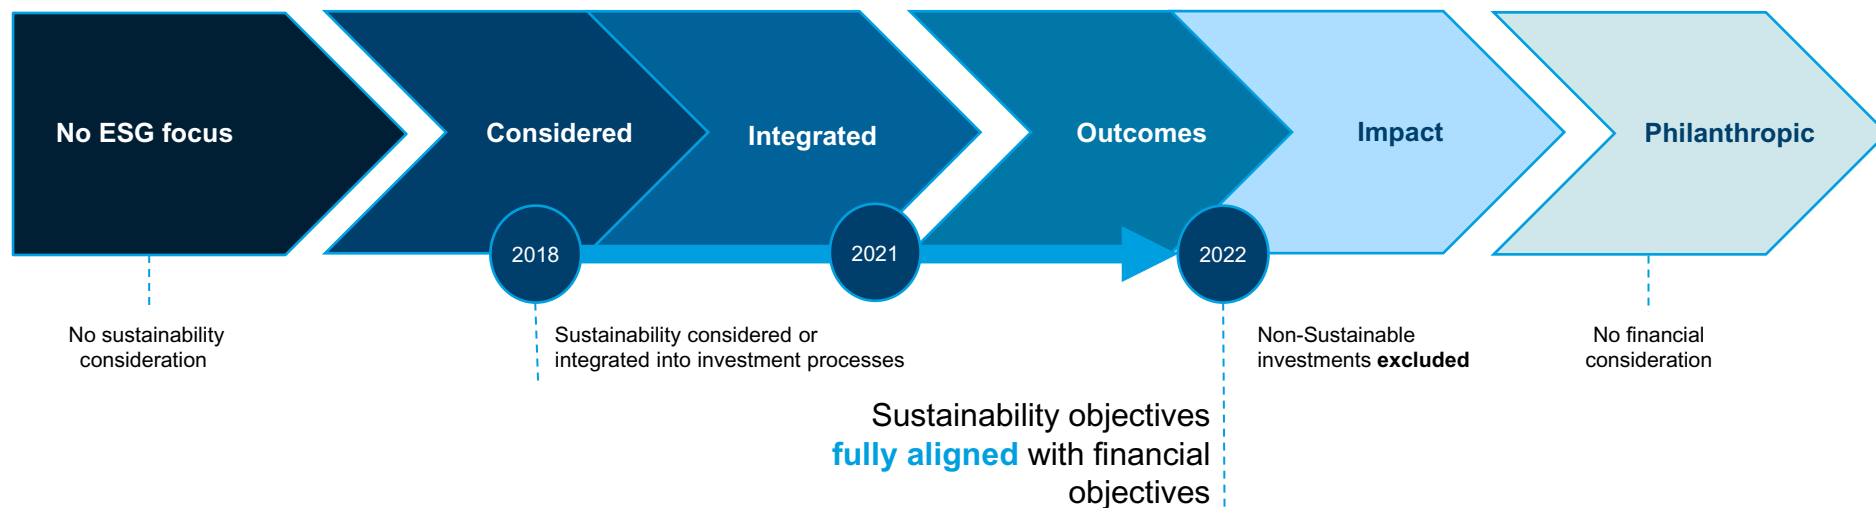 No ESG focus
Considered
Integrated
Outcomes
Impact
Philanthropic
2018
2021
2022
No sustainability
consideration
Sustainability considered or
integrated into investment processes
Non-Sustainable
investments excluded
No financial
consideration
Sustainability objectives
fully aligned with financial
objectives